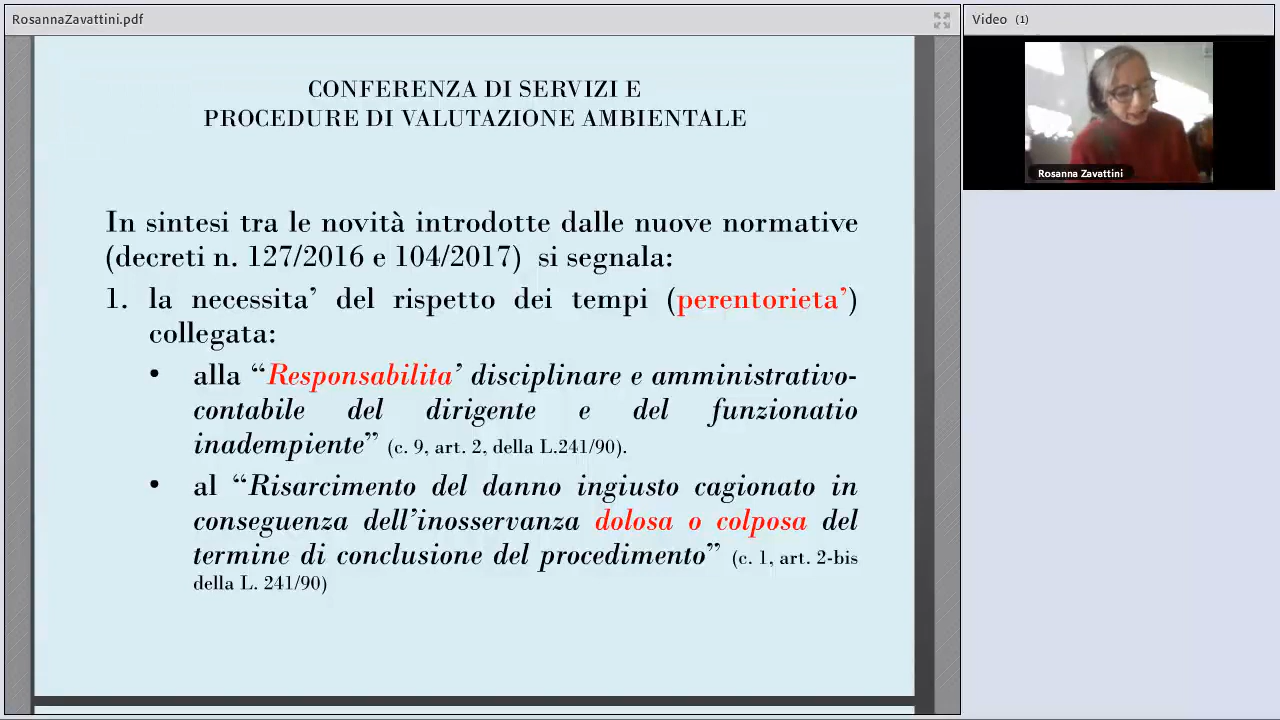 RosannaZavattini.pdf
Video (1)
Rosanna Zavattini
CONFERENZA DI SERVIZI E
PROCEDURE DI VALUTAZIONE AMBIENTALE
In sintesi tra le novità introdotte dalle nuove normative
(decreti n. 127/2016 e 104/2017) si segnala:
1. la necessita’ del rispetto dei tempi (perentorieta’)
collegata:
• alla “Responsabilita’ disciplinare e amministrativo-
contabile del dirigente e del funzionatio
inadempiente” (c. 9, art. 2, della L.241/90).
• al “Risarcimento del danno ingiusto cagionato in
conseguenza dell’inosservanza dolosa o colposa del
termine di conclusione del procedimento” (c. 1, art. 2-bis
della L. 241/90)